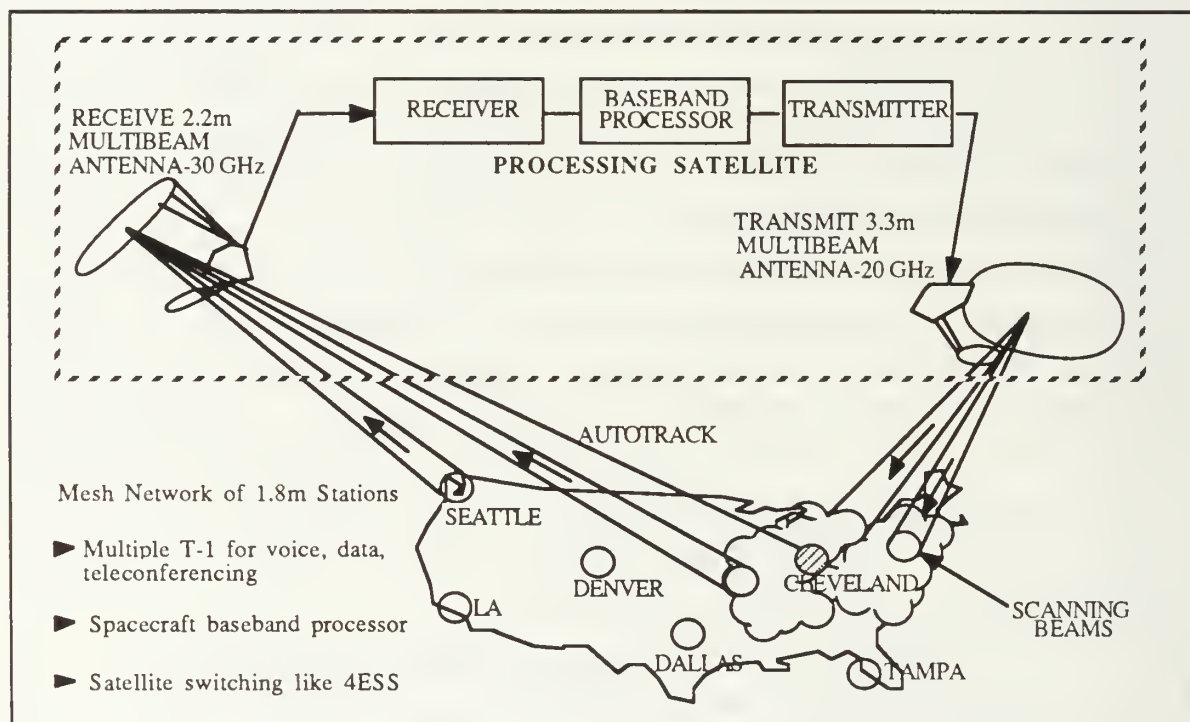 RECEIVE 2.2m
MULTIBEAM
ANTENNA-30 GHz
RECEIVER
BASEBAND
PROCESSOR
TRANSMITTER
PROCESSING SATELLITE
TRANSMIT 3.3m
MULTIBEAM
ANTENNA-20 GHz
AUTOTRACK
Mesh Network of 1.8m Stations
Multiple T-1 for voice, data,
teleconferencing
Spacecraft baseband processor
Satellite switching like 4ESS
SEATTLE
DENVER
CLEVELAND
LA
DALLAS
TAMPA
SCANNING
BEAMS